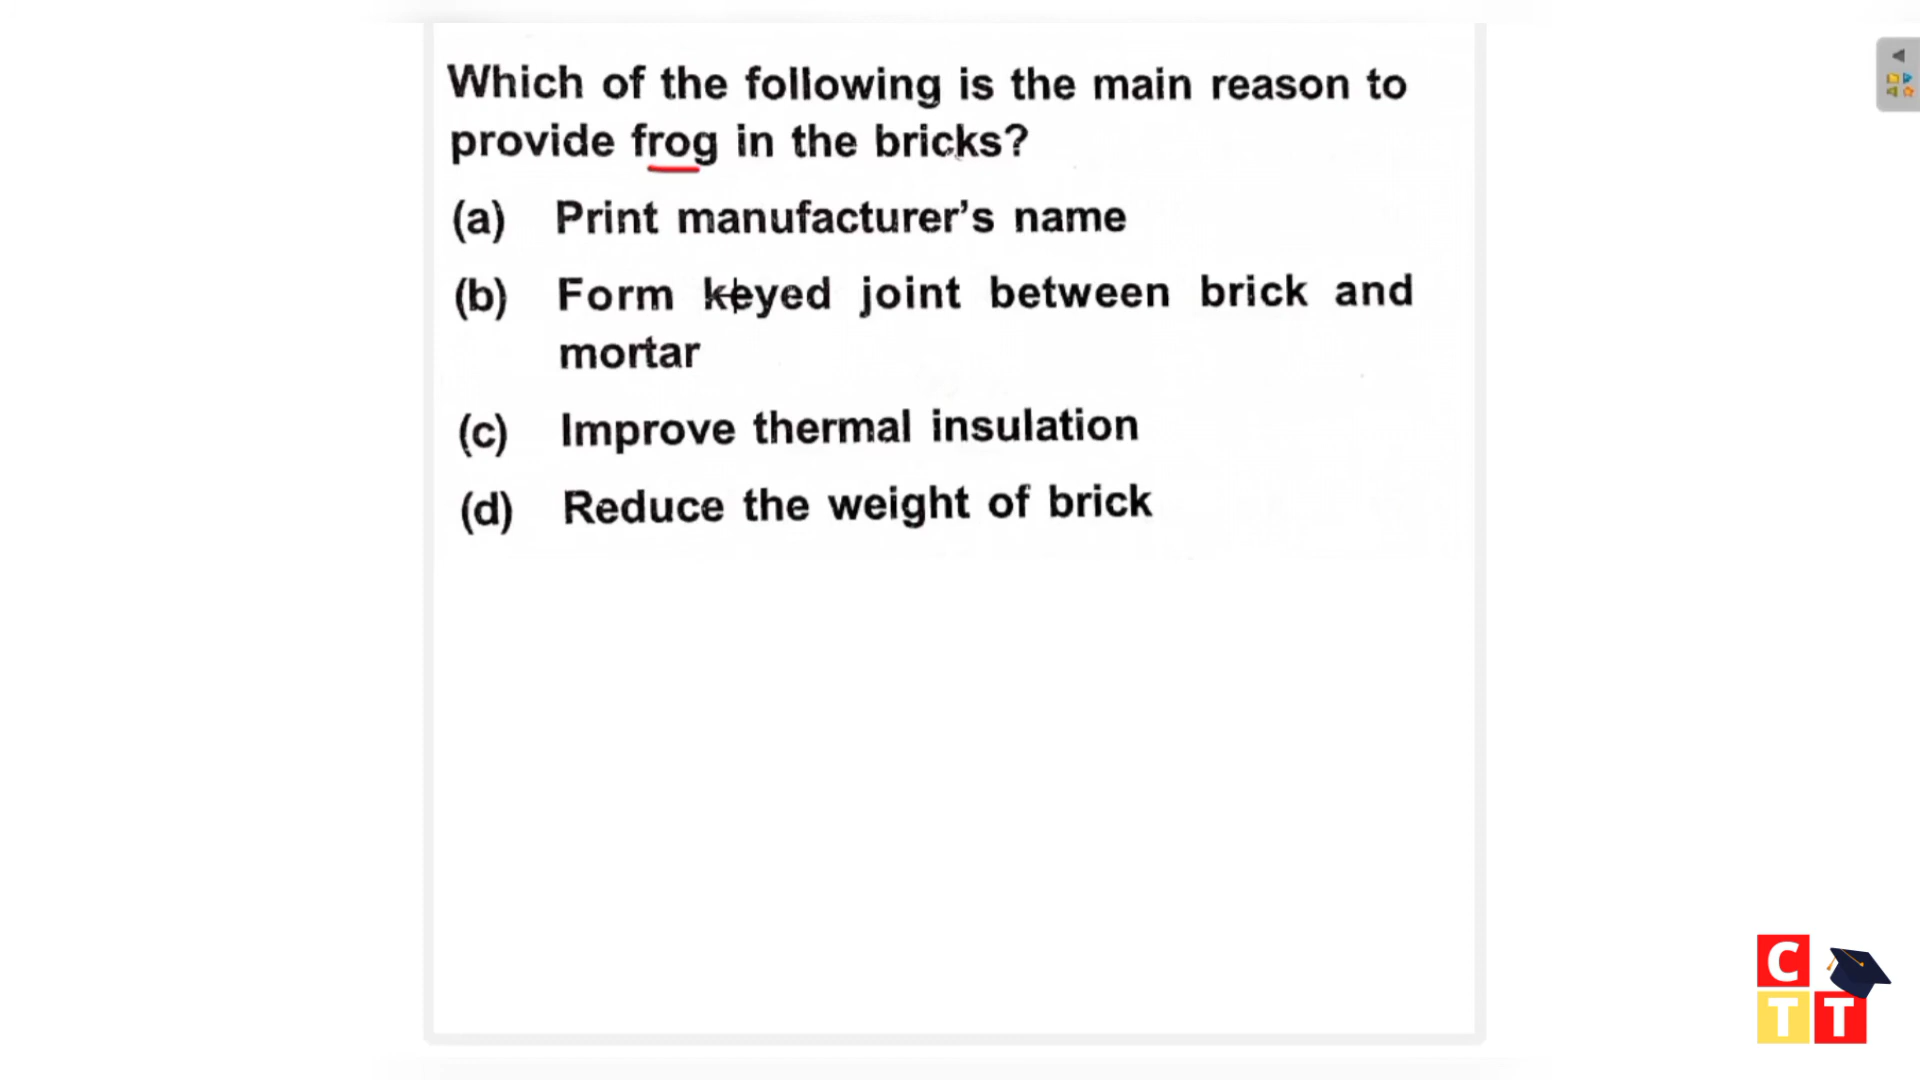 Which of the following is the main reason to
provide frog in the bricks?
(a) Print manufacturer's name
(b) Form keyed joint between brick and
mortar
(c) Improve thermal insulation
(d) Reduce the weight of brick
C
T T